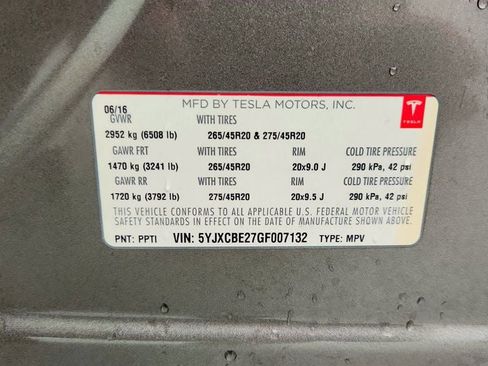 MFD BY TESLA MOTORS, INC.
06/16
GVWR WITH TIRES
2952 kg (6508 lb) 265/45R20 & 275/45R20
GAWR FRT WITH TIRES RIM COLD TIRE PRESSURE
1470 kg (3241 lb) 265/45R20 20x9.0 J 290 kPa, 42 psi
GAWR RR WITH TIRES RIM COLD TIRE PRESSURE
1720 kg (3792 lb) 275/45R20 20x9.5 J 290 kPa, 42 psi
THIS VEHICLE CONFORMS TO ALL APPLICABLE U.S. FEDERAL MOTOR VEHICLE
SAFETY STANDARDS IN EFFECT ON THE DATE OF MANUFACTURE SHOWN ABOVE.
PNT: PPTI VIN: 5YJXCBE27GF007132 TYPE: MPV
TESLA